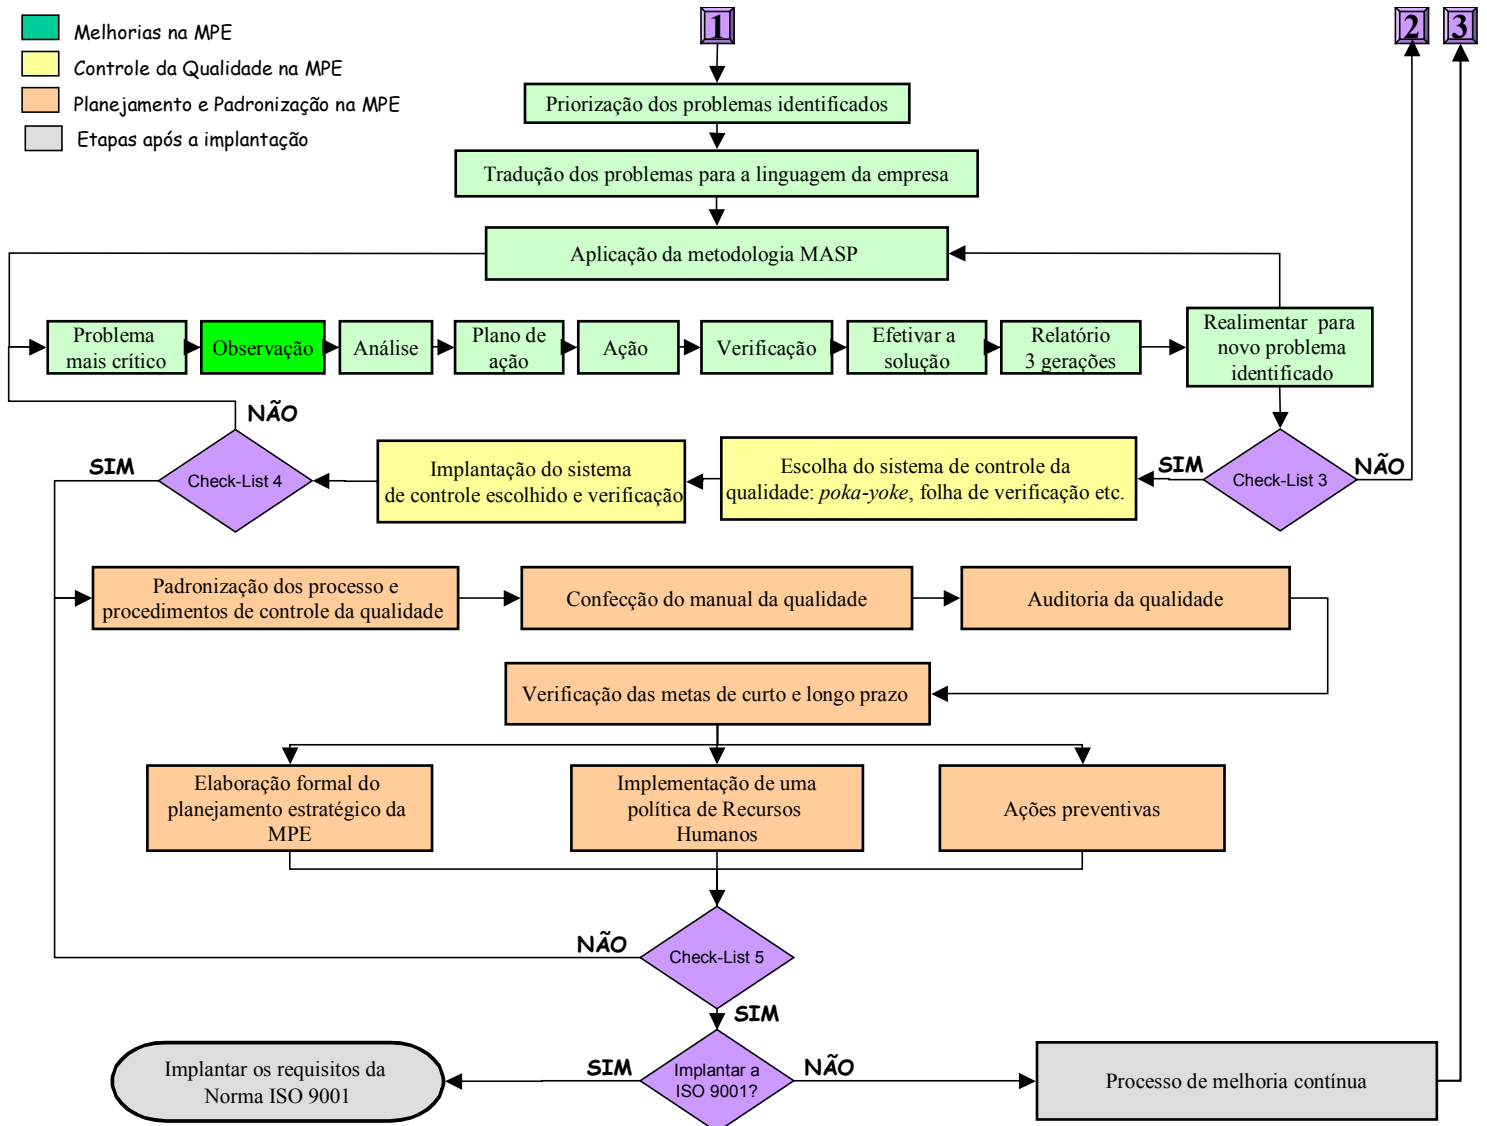 Melhorias na MPE
Controle da Qualidade na MPE
Planejamento e Padronização na MPE
Etapas após a implantação
1
2
3
Priorização dos problemas identificados
Tradução dos problemas para a linguagem da empresa
Aplicação da metodologia MASP
Problema
mais crítico
Observação
Análise
Plano de
ação
Ação
Verificação
Efetivar a
solução
Relatório
3 gerações
Realimentar para
novo problema
identificado
NÃO
SIM
Check-List 4
Implantação do sistema
de controle escolhido e verificação
Escolha do sistema de controle da
qualidade: poka-yoke, folha de verificação etc.
SIM
Check-List 3
NÃO
Padronização dos processo e
procedimentos de controle da qualidade
Confecção do manual da qualidade
Auditoria da qualidade
Verificação das metas de curto e longo prazo
Elaboração formal do
planejamento estratégico da
MPE
Implementação de uma
política de Recursos
Humanos
Ações preventivas
NÃO
Check-List 5
SIM
Implantar os requisitos da
Norma ISO 9001
SIM
Implantar a
ISO 9001?
NÃO
Processo de melhoria contínua